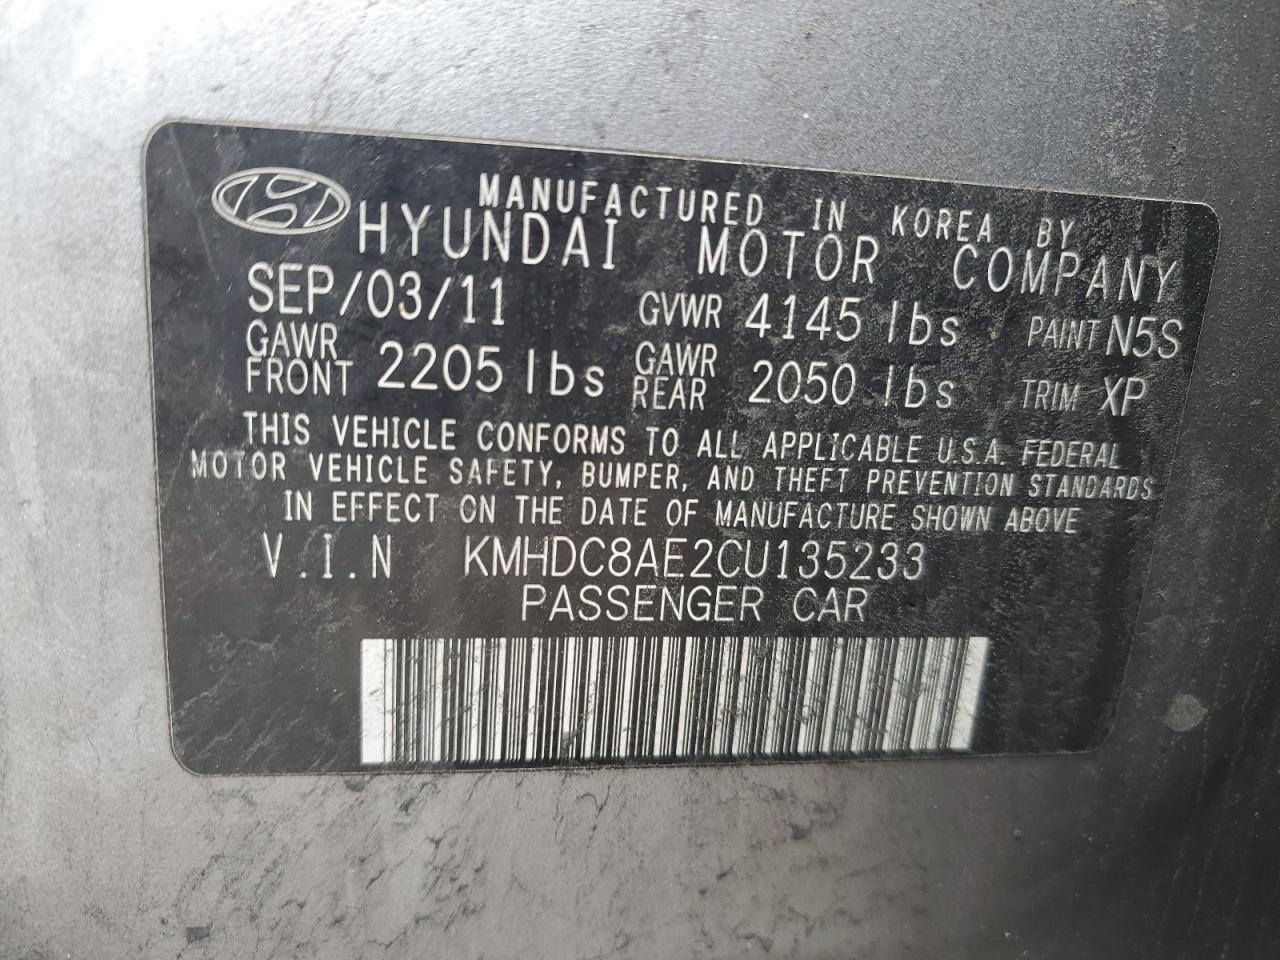 MANUFACTURED IN KOREA BY
HYUNDAI MOTOR COMPANY
SEP/03/11 GVWR 4145 lbs PAINT N5S
GAWR FRONT 2205 lbs GAWR REAR 2050 lbs TRIM XP
THIS VEHICLE CONFORMS TO ALL APPLICABLE U.S.A. FEDERAL
MOTOR VEHICLE SAFETY, BUMPER, AND THEFT PREVENTION STANDARDS
IN EFFECT ON THE DATE OF MANUFACTURE SHOWN ABOVE
V.I.N KMHDC8AE2CU135233
PASSENGER CAR